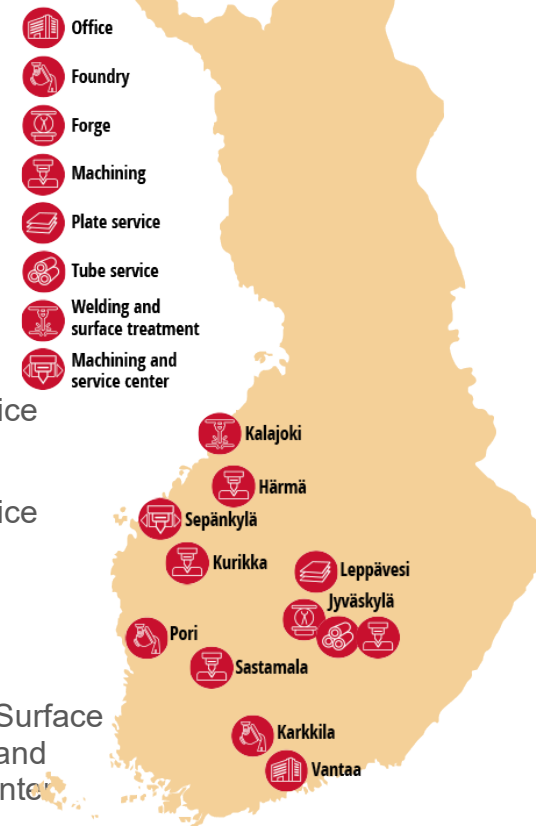 Office
Foundry
Forge
Machining
Plate service
Tube service
Welding and
surface treatment
Machining and
service center
ice
Kalajoki
Härmä
ice
Sepänkylä
Kurikka
Leppävesi
Jyväskylä
Pori
Sastamala
Surface
Karkkila
and
Vantaa
nter